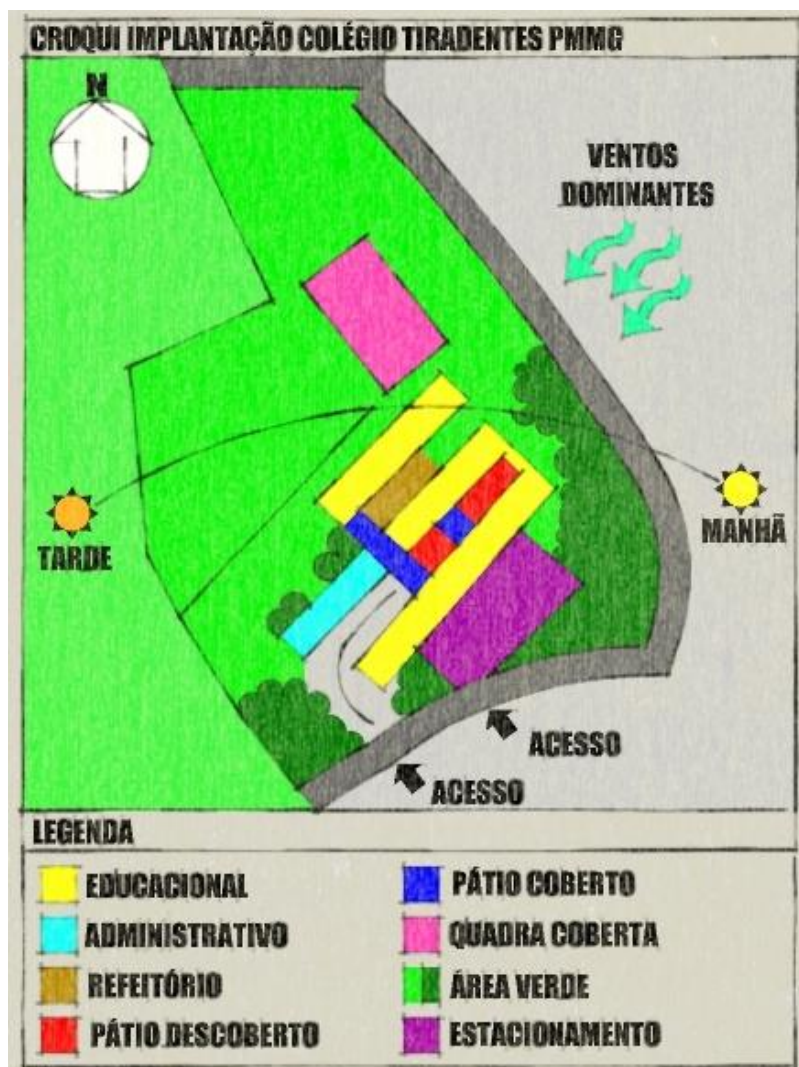 CROQUI IMPLANTAÇÃO COLÉGIO TIRADENTES PMMG
N
VENTOS
DOMINANTES
TARDE
MANHÃ
ACESSO
ACESSO
LEGENDA
EDUCACIONAL
ADMINISTRATIVO
REFEITÓRIO
PÁTIO DESCOBERTO
PÁTIO COBERTO
QUADRA COBERTA
ÁREA VERDE
ESTACIONAMENTO